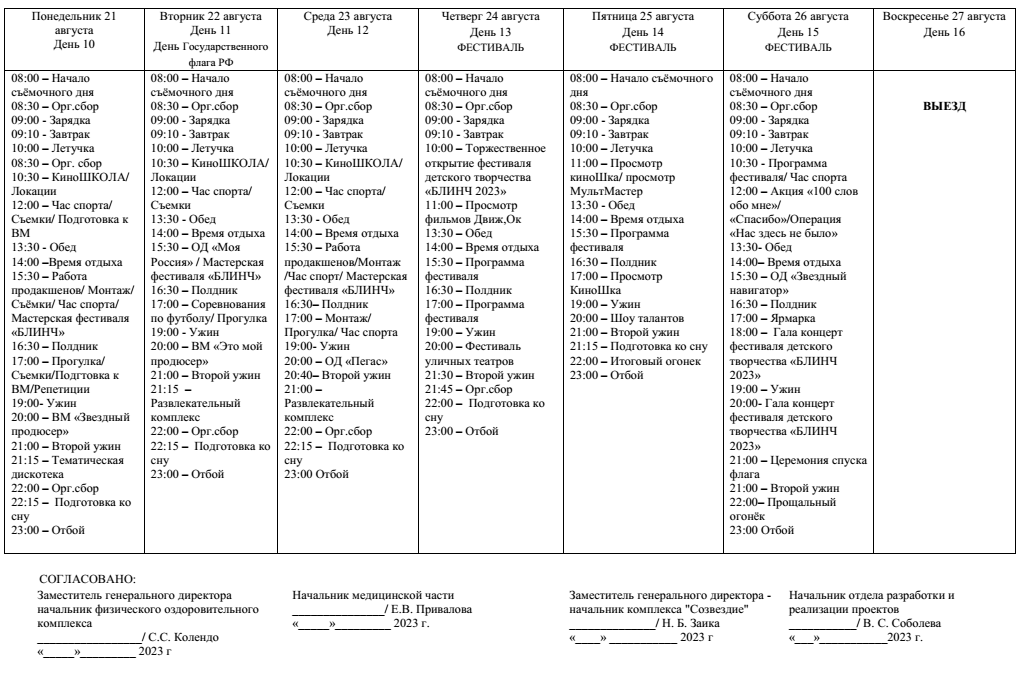 Понедельник 21
августа
День 10
Вторник 22 августа
День 11
День Государственного
флага РФ
Среда 23 августа
День 12
Четверг 24 августа
День 13
ФЕСТИВАЛЬ
Пятница 25 августа
День 14
ФЕСТИВАЛЬ
Суббота 26 августа
День 15
ФЕСТИВАЛЬ
Воскресенье 27 августа
День 16
08:00 – Начало
съёмочного дня
08:30 – Орг.сбор
09:00 - Зарядка
09:10 - Завтрак
10:00 – Летучка
08:30 – Орг. сбор
10:30 – КиноШКОЛА/
Локации
12:00 – Час спорта/
Съемки/ Подготовка к
ВМ
13:30 - Обед
14:00 –Время отдыха
15:30 – Работа
продакшенов/ Монтаж/
Съёмки/ Час спорта/
Мастерская фестиваля
«БЛИНЧ»
16:30 – Полдник
17:00 – Прогулка/
Съемки/Подгтовка к
ВМ/Репетиции
19:00- Ужин
20:00 – ВМ «Звездный
продюсер»
21:00 – Второй ужин
21:15 – Тематическая
дискотека
22:00 – Орг.сбор
22:15 – Подготовка ко
сну
23:00 – Отбой
08:00 – Начало
съёмочного дня
08:30 – Орг.сбор
09:00 - Зарядка
09:10 - Завтрак
10:00 – Летучка
10:30 – КиноШКОЛА/
Локации
12:00 – Час спорта/
Съемки
13:30 - Обед
14:00 – Время отдыха
15:30 – ОД «Моя
Россия» / Мастерская
фестиваля «БЛИНЧ»
16:30 – Полдник
17:00 – Соревнования
по футболу/ Прогулка
19:00 - Ужин
20:00 – ВМ «Это мой
продюсер»
21:00 – Второй ужин
21:15 –
Развлекательный
комплекс
22:00 – Орг.сбор
22:15 – Подготовка ко
сну
23:00 – Отбой
08:00 – Начало
съёмочного дня
08:30 – Орг.сбор
09:00 - Зарядка
09:10 - Завтрак
10:00 – Летучка
10:30 – КиноШКОЛА/
Локации
12:00 – Час спорта/
Съемки
13:30 - Обед
14:00 – Время отдыха
15:30 – Работа
продакшенов/Монтаж
/Час спорт/ Мастерская
фестиваля «БЛИНЧ»
16:30– Полдник
17:00 – Монтаж/
Прогулка/ Час спорта
19:00- Ужин
20:00 – ОД «Пегас»
20:40– Второй ужин
21:00 –
Развлекательный
комплекс
22:00 – Орг.сбор
22:15 – Подготовка ко
сну
23:00 Отбой
08:00 – Начало
съёмочного дня
08:30 – Орг.сбор
09:00 - Зарядка
09:10 - Завтрак
10:00 – Торжественное
открытие фестиваля
детского творчества
«БЛИНЧ 2023»
11:00 – Просмотр
фильмов Движ,Ок
13:30 – Обед
14:00 – Время отдыха
15:30 – Программа
фестиваля
16:30 – Полдник
17:00 – Программа
фестиваля
19:00 – Ужин
20:00 – Фестиваль
уличных театров
21:30 – Второй ужин
21:45 – Орг.сбор
22:00 – Подготовка ко
сну
23:00 – Отбой
08:00 – Начало съёмочного
дня
08:30 – Орг.сбор
09:00 - Зарядка
09:10 - Завтрак
10:00 – Летучка
11:00 – Просмотр
киноШка/ просмотр
МультМастер
13:30 - Обед
14:00 – Время отдыха
15:30 – Программа
фестиваля
16:30 – Полдник
17:00 – Просмотр
КиноШка
19:00 – Ужин
20:00 – Шоу талантов
21:00 – Второй ужин
21:15 – Подготовка ко сну
22:00 – Итоговый огонек
23:00 – Отбой
08:00 – Начало
съёмочного дня
08:30 – Орг.сбор
09:00 - Зарядка
09:10 - Завтрак
10:00 – Летучка
10:30 - Программа
фестиваля/ Час спорта
12:00 – Акция «100 слов
обо мне»/
«Спасибо»/Операция
«Нас здесь не было»
13:30- Обед
14:00– Время отдыха
15:30 – ОД «Звездный
навигатор»
16:30 – Полдник
17:00 – Ярмарка
18:00 – Гала концерт
фестиваля детского
творчества «БЛИНЧ
2023»
19:00 – Ужин
20:00- Гала концерт
фестиваля детского
творчества «БЛИНЧ
2023»
21:00 – Церемония спуска
флага
21:00 – Второй ужин
22:00– Прощальный
огонёк
23:00 Отбой
ВЫЕЗД
СОГЛАСОВАНО:
Заместитель генерального директора
начальник физического оздоровительного
комплекса
_________________/ С.С. Колендо
«_____»_________ 2023 г
Начальник медицинской части
_______________/ Е.В. Привалова
«_____»_________ 2023 г.
Заместитель генерального директора -
начальник комплекса "Созвездие"
______________/ Н. Б. Заика
«____» ___________ 2023 г
Начальник отдела разработки и
реализации проектов
___________/ В. С. Соболева
«___»___________2023 г.